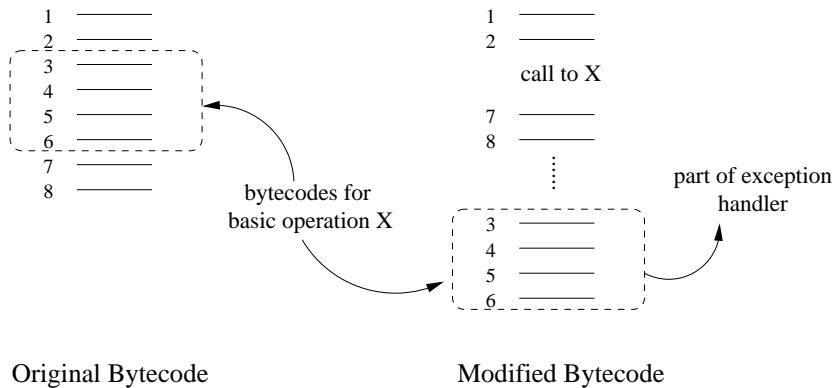 1
2
3
4
5
6
7
8
bytecodes for
basic operation X
Original Bytecode
1
2
call to X
7
8
3
4
5
6
part of exception
handler
Modified Bytecode